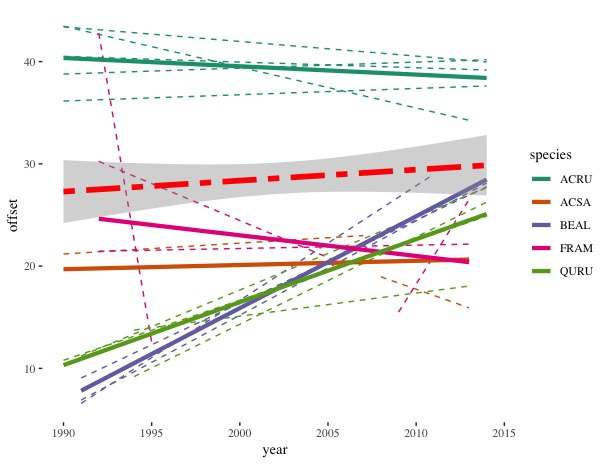 40
30
20
10
offset
1990
1995
2000
2005
2010
2015
year
species
ACRU
ACSA
BEAL
FRAM
QURU